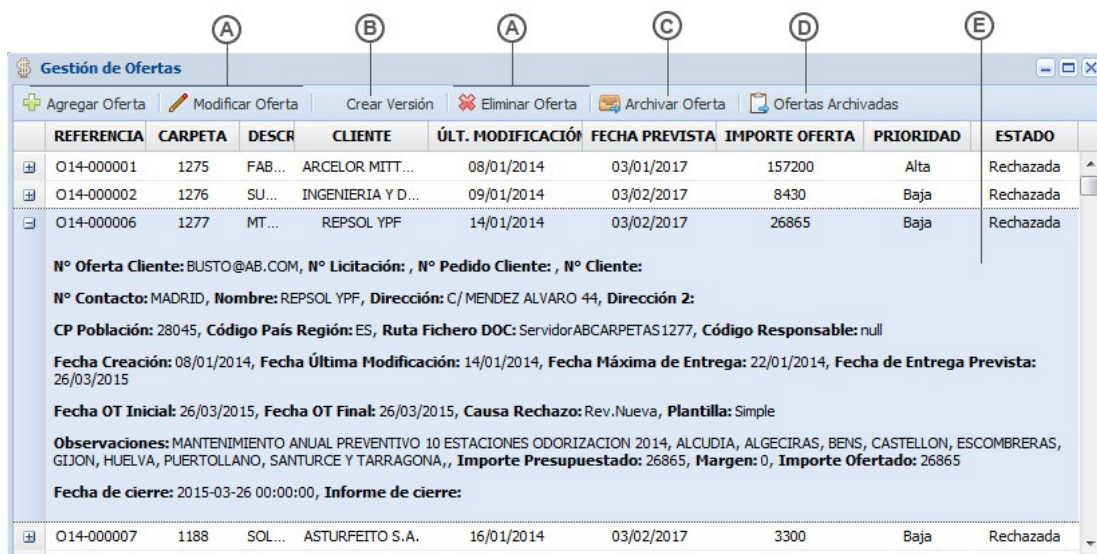 A B A C D E
Gestión de Ofertas
Agregar Oferta Modificar Oferta Crear Versión Eliminar Oferta Archivar Oferta Ofertas Archivadas
REFERENCIA CARPETA DESCR CLIENTE ÚLT. MODIFICACIÓN FECHA PREVISTA IMPORTE OFERTA PRIORIDAD ESTADO
O14-000001 1275 FAB... ARCELOR MITT... 08/01/2014 03/01/2017 157200 Alta Rechazada
O14-000002 1276 SU... INGENIERIA Y D... 09/01/2014 03/02/2017 8430 Baja Rechazada
O14-000006 1277 MT... REPSOL YPF 14/01/2014 03/02/2017 26865 Baja Rechazada
Nº Oferta Cliente: BUSTO@AB.COM, Nº Licitación: , Nº Pedido Cliente: , Nº Cliente:
Nº Contacto: MADRID, Nombre: REPSOL YPF, Dirección: C/ MENDEZ ALVARO 44, Dirección 2:
CP Población: 28045, Código País Región: ES, Ruta Fichero DOC: ServidorABCARPETAS1277, Código Responsable: null
Fecha Creación: 08/01/2014, Fecha Última Modificación: 14/01/2014, Fecha Máxima de Entrega: 22/01/2014, Fecha de Entrega Prevista:
26/03/2015
Fecha OT Inicial: 26/03/2015, Fecha OT Final: 26/03/2015, Causa Rechazo: Rev.Nueva, Plantilla: Simple
Observaciones: MANTENIMIENTO ANUAL PREVENTIVO 10 ESTACIONES ODORIZACION 2014, ALCUDIA, ALGECIRAS, BENS, CASTELLON, ESCOMBRERAS,
GIJON, HUELVA, PUERTOLLANO, SANTURCE Y TARRAGONA,, Importe Presupuestado: 26865, Margen: 0, Importe Ofertado: 26865
Fecha de cierre: 2015-03-26 00:00:00, Informe de cierre:
O14-000007 1188 SOL... ASTURFEITO S.A. 16/01/2014 03/02/2017 3300 Baja Rechazada